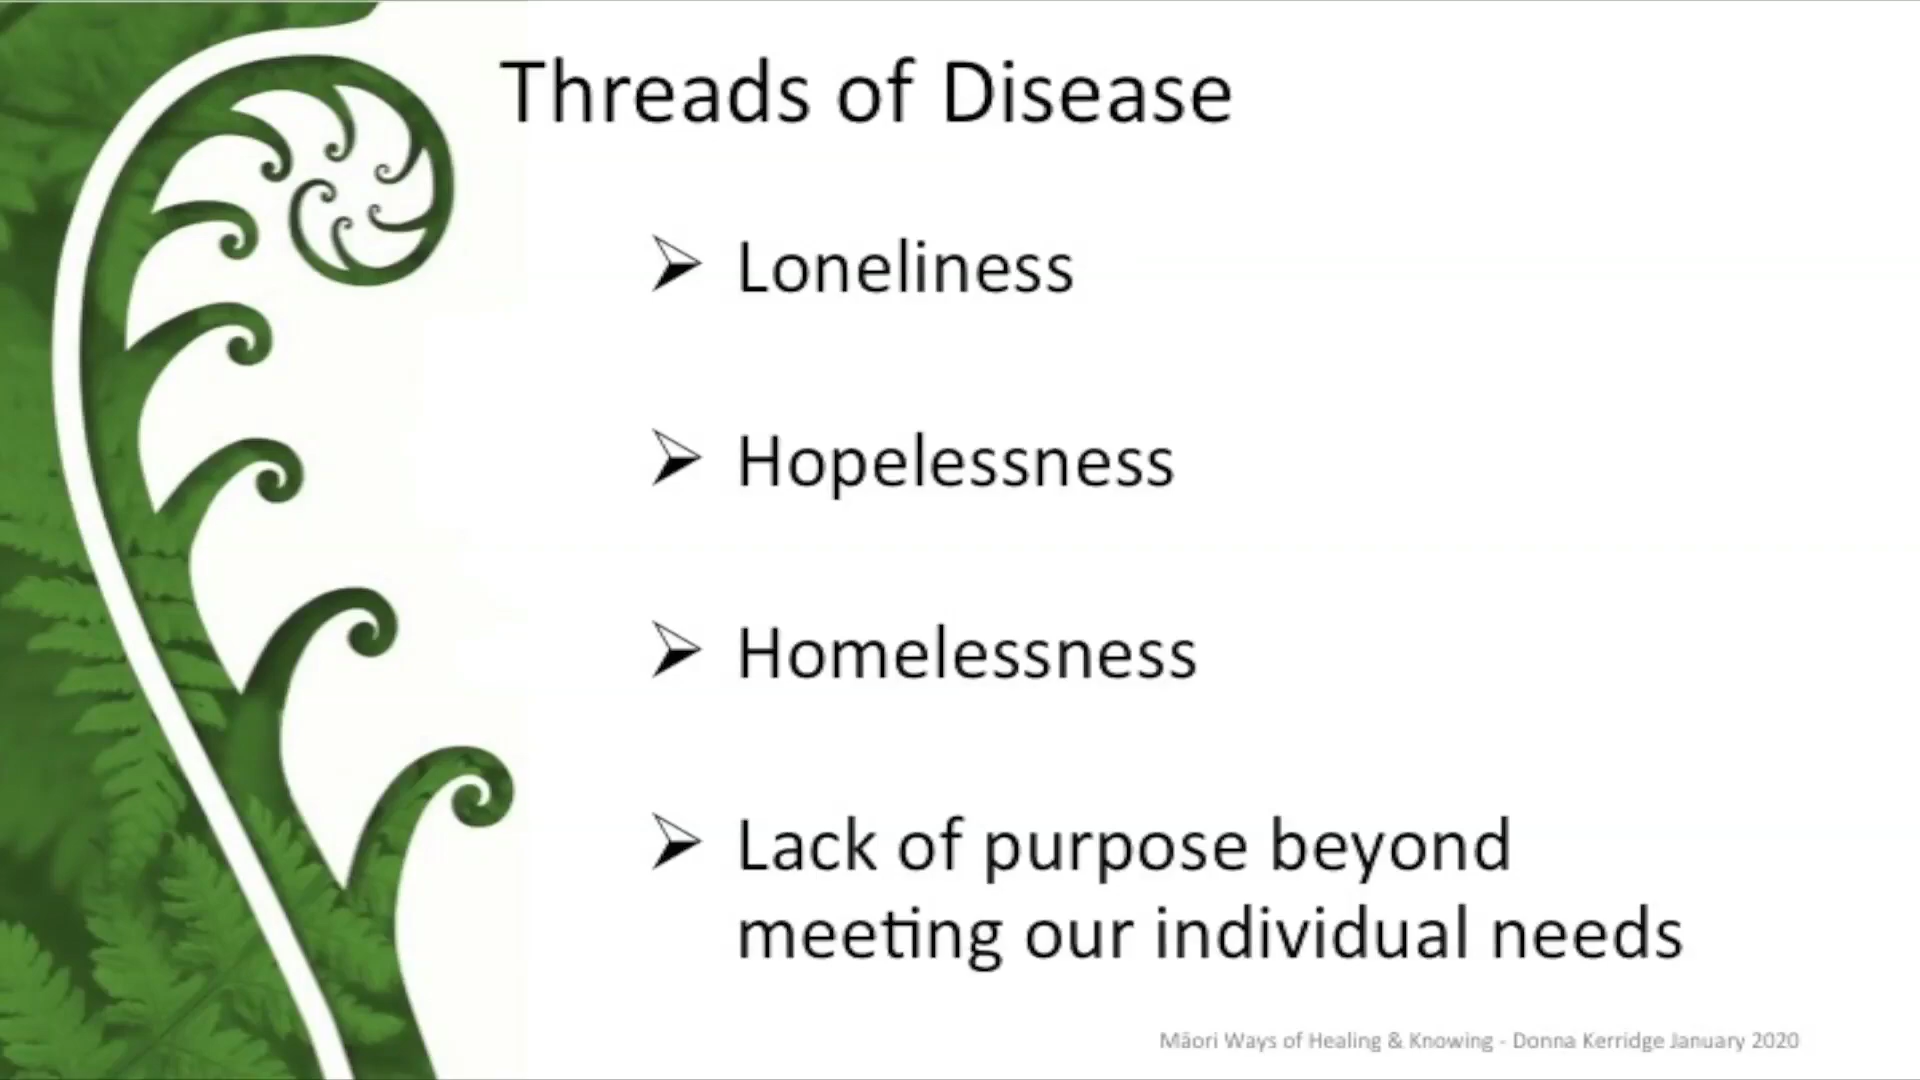 Threads of Disease
➢ Loneliness
➢ Hopelessness
➢ Homelessness
➢ Lack of purpose beyond
meeting our individual needs
Māori Ways of Healing & Knowing - Donna Kerridge January 2020